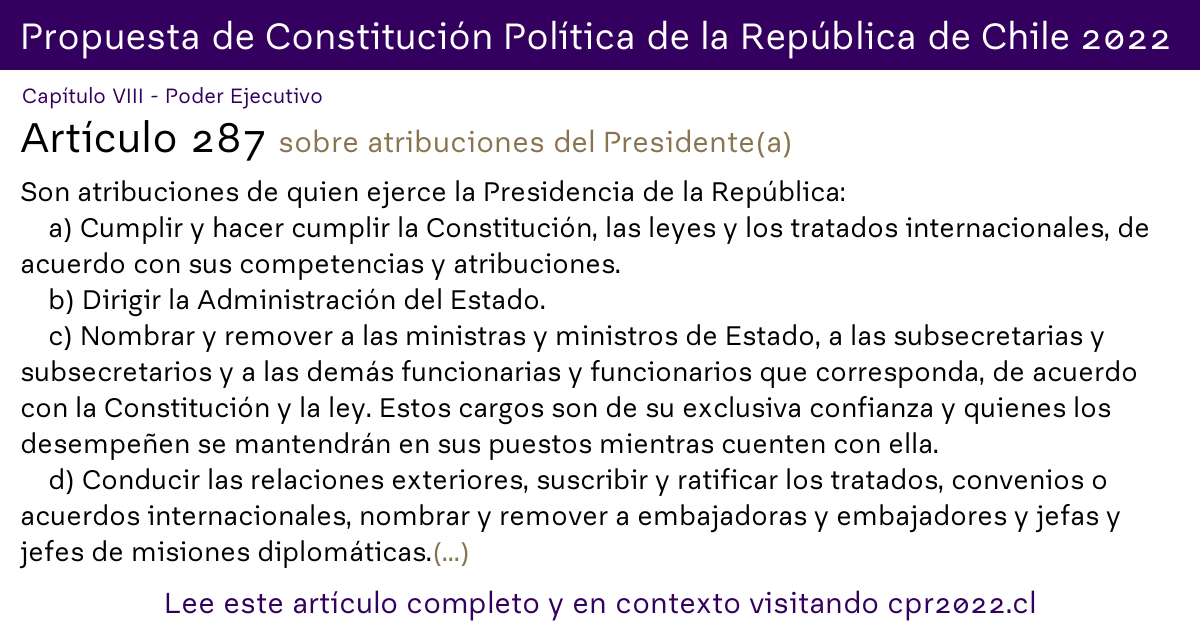 Propuesta de Constitución Política de la República de Chile 2022
Capítulo VIII - Poder Ejecutivo
Artículo 287 sobre atribuciones del Presidente(a)
Son atribuciones de quien ejerce la Presidencia de la República:
a) Cumplir y hacer cumplir la Constitución, las leyes y los tratados internacionales, de
acuerdo con sus competencias y atribuciones.
b) Dirigir la Administración del Estado.
c) Nombrar y remover a las ministras y ministros de Estado, a las subsecretarias y
subsecretarios y a las demás funcionarias y funcionarios que corresponda, de acuerdo
con la Constitución y la ley. Estos cargos son de su exclusiva confianza y quienes los
desempeñen se mantendrán en sus puestos mientras cuenten con ella.
d) Conducir las relaciones exteriores, suscribir y ratificar los tratados, convenios o
acuerdos internacionales, nombrar y remover a embajadoras y embajadores y jefas y
jefes de misiones diplomáticas.(...)
Lee este artículo completo y en contexto visitando cpr2022.cl